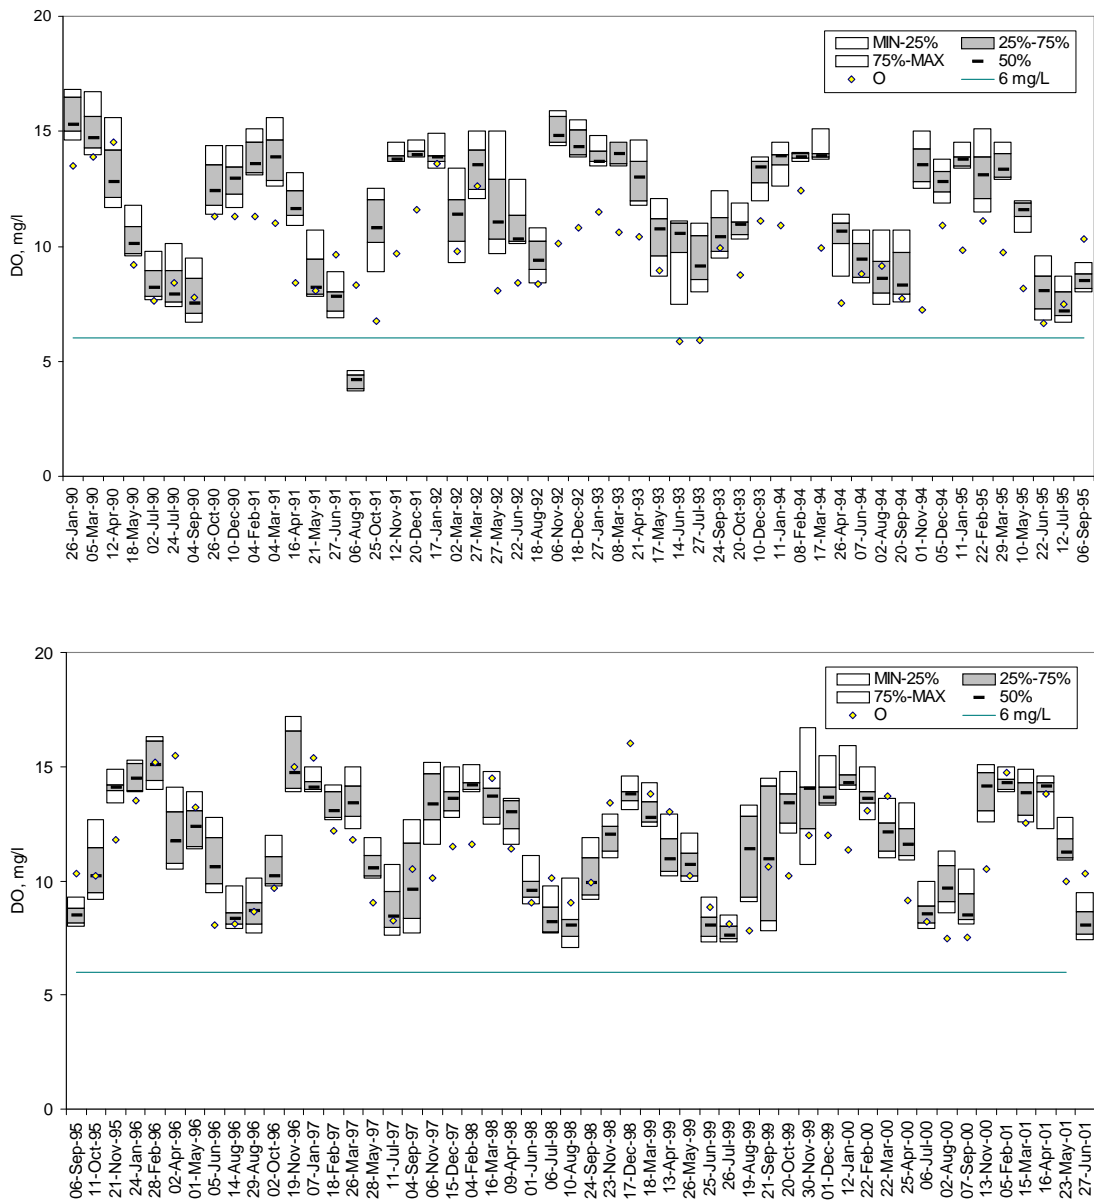 20
15
10
5
0
DO, mg/l
MIN-25%
25%-75%
75%-MAX
50%
O
6 mg/L
26-Jan-90
05-Mar-90
12-Apr-90
18-May-90
02-Jul-90
24-Jul-90
04-Sep-90
26-Oct-90
10-Dec-90
04-Feb-91
04-Mar-91
16-Apr-91
21-May-91
27-Jun-91
06-Aug-91
25-Oct-91
12-Nov-91
20-Dec-91
17-Jan-92
02-Mar-92
27-Mar-92
27-May-92
22-Jun-92
18-Aug-92
06-Nov-92
18-Dec-92
27-Jan-93
08-Mar-93
21-Apr-93
17-May-93
14-Jun-93
27-Jul-93
24-Sep-93
20-Oct-93
10-Dec-93
11-Jan-94
08-Feb-94
17-Mar-94
26-Apr-94
07-Jun-94
02-Aug-94
20-Sep-94
01-Nov-94
05-Dec-94
11-Jan-95
22-Feb-95
29-Mar-95
10-May-95
22-Jun-95
12-Jul-95
06-Sep-95
20
15
10
5
0
DO, mg/l
MIN-25%
25%-75%
75%-MAX
50%
O
6 mg/L
06-Sep-95
11-Oct-95
21-Nov-95
24-Jan-96
28-Feb-96
02-Apr-96
01-May-96
05-Jun-96
14-Aug-96
29-Aug-96
02-Oct-96
19-Nov-96
07-Jan-97
18-Feb-97
26-Mar-97
28-May-97
11-Jul-97
04-Sep-97
06-Nov-97
15-Dec-97
04-Feb-98
16-Mar-98
09-Apr-98
01-Jun-98
06-Jul-98
10-Aug-98
24-Sep-98
23-Nov-98
17-Dec-98
18-Mar-99
13-Apr-99
26-May-99
25-Jun-99
26-Jul-99
19-Aug-99
21-Sep-99
20-Oct-99
30-Nov-99
01-Dec-99
12-Jan-00
22-Feb-00
22-Mar-00
25-Apr-00
06-Jul-00
02-Aug-00
07-Sep-00
13-Nov-00
05-Feb-01
15-Mar-01
16-Apr-01
23-May-01
27-Jun-01